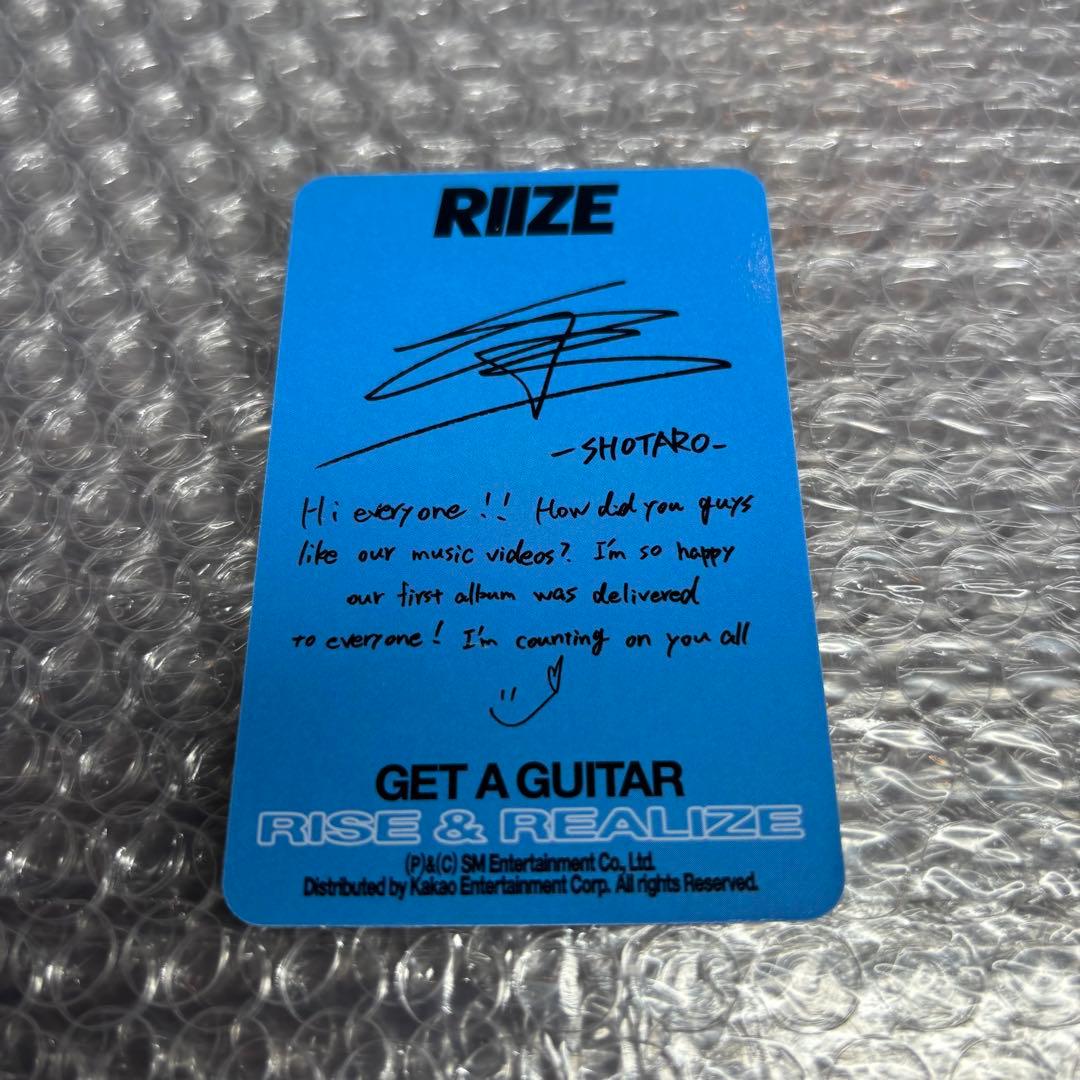 RIIZE
-SHOTARO-
Hi everyone!! How did you guys
like our music videos? I'm so happy
our first album was delivered
to everyone! I'm counting on you all
GET A GUITAR
RISE & REALIZE
(P)&(C) SM Entertainment Co., Ltd.
Distributed by Kakao Entertainment Corp. All rights Reserved.